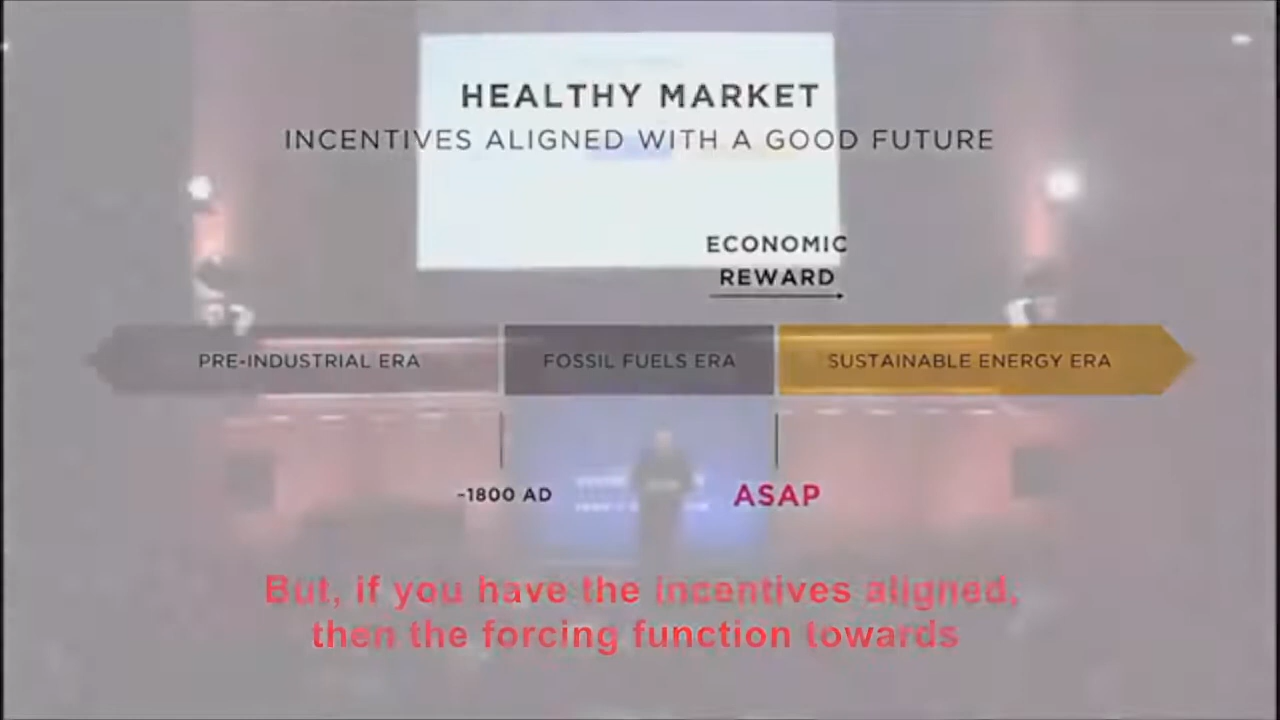 HEALTHY MARKET
INCENTIVES ALIGNED WITH A GOOD FUTURE
ECONOMIC
REWARD
PRE-INDUSTRIAL ERA
FOSSIL FUELS ERA
SUSTAINABLE ENERGY ERA
~1800 AD
ASAP
But, if you have the incentives aligned,
then the forcing function towards